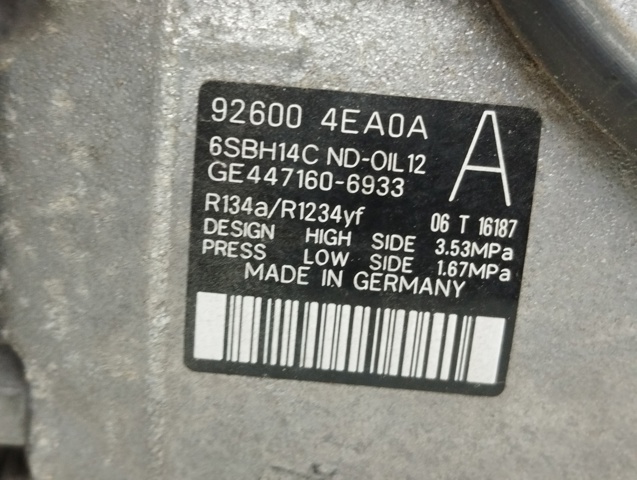 92600 4EA0A A
6SBH14C ND-OIL12
GE447160-6933
R134a/R1234yf 06 T 16187
DESIGN HIGH SIDE 3.53MPa
PRESS LOW SIDE 1.67MPa
MADE IN GERMANY